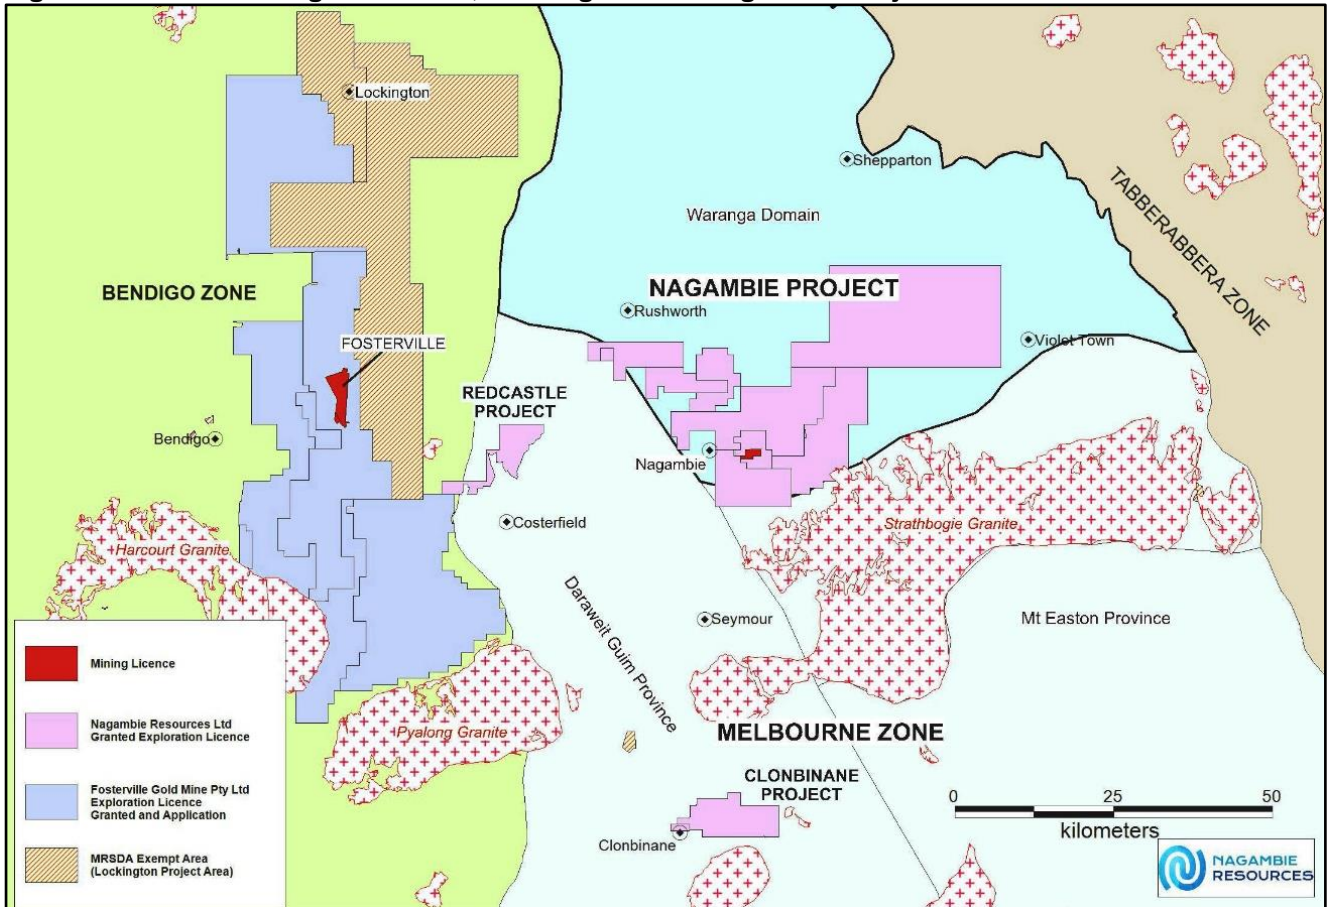 Lockington
Shepparton
TABBERABBERA ZONE
Waranga Domain
BENDIGO ZONE
NAGAMBIE PROJECT
Rushworth
Violet Town
FOSTERVILLE
REDCASTLE
PROJECT
Bendigo
Nagambie
Costerfield
Strathbogie Granite
Harcourt Granite
Daraweit Guim Province
Seymour
Mt Easton Province
Pyalong Granite
MELBOURNE ZONE
CLONBINANE
PROJECT
Clonbinane
0 25 50
kilometers
Mining Licence
Nagambie Resources Ltd
Granted Exploration Licence
Fosterville Gold Mine Pty Ltd
Exploration Licence
Granted and Application
MRSDA Exempt Area
(Lockington Project Area)
NAGAMBIE
RESOURCES